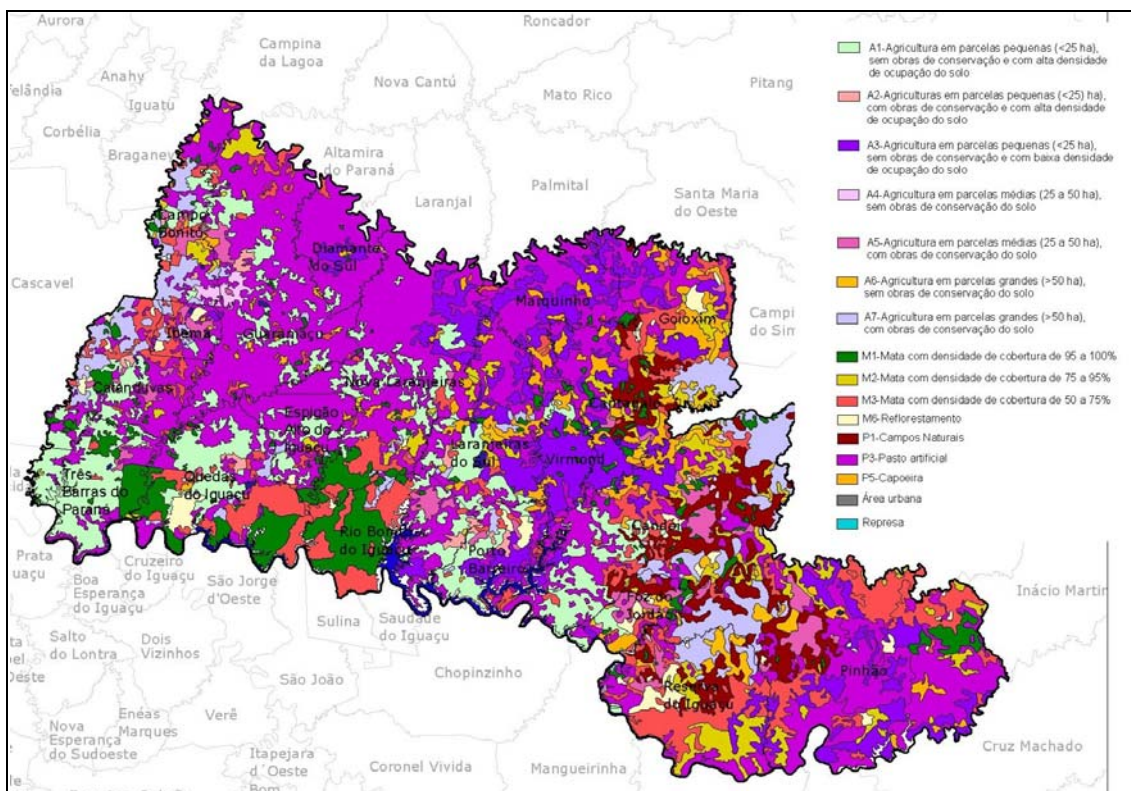 Aurora
Roncador
Campina
da Lagoa
Anahy
Nova Cantú
Pitang
Iguatu
Mato Rico
Corbélia
Braganey
Altamira
do Paraná
Palmital
Laranjal
Santa Maria
do Oeste
Campo
Bonito
Diamante
do Sul
Cascavel
Marquinho
Goioxim
Campi
do Sim
Ibema
Guaraniaçu
Catanduvas
Nova Laranjeiras
Cantagalo
Espigão
Alto do
Iguaçu
Laranjeiras
do Sul
Virmond
Três
Barras do
Paraná
Quedas
do Iguaçu
Rio Bonito
do Iguaçu
Candói
Porto
Barreiro
Prata
guaçu
Cruzeiro
do Iguaçu
Boa
Esperança
do Iguaçu
São Jorge
d'Oeste
Foz do
Jordão
Inácio Martin
Sulina
Saudade
do Iguaçu
Salto
do Lontra
Dois
Vizinhos
Chopinzinho
São João
Pinhão
Reserva
do Iguaçu
Nova
Esperança
do Sudoeste
Enéas
Marques
Verê
Cruz Machado
Itapejara
d´Oeste
Bom
Coronel Vivida
Mangueirinha
A1-Agricultura em parcelas pequenas (<25 ha),
sem obras de conservação e com alta densidade
de ocupação do solo
A2-Agriculturas em parcelas pequenas (<25) ha),
com obras de conservação e com alta densidade
de ocupação do solo
A3-Agricultura em parcelas pequenas (<25 ha),
sem obras de conservação e com baixa densidade
de ocupação do solo
A4-Agricultura em parcelas médias (25 a 50 ha),
sem obras de conservação do solo
A5-Agricultura em parcelas médias (25 a 50 ha),
com obras de conservação do solo
A6-Agricultura em parcelas grandes (>50 ha),
sem obras de conservação do solo
A7-Agricultura em parcelas grandes (>50 ha),
com obras de conservação do solo
M1-Mata com densidade de cobertura de 95 a 100%
M2-Mata com densidade de cobertura de 75 a 95%
M3-Mata com densidade de cobertura de 50 a 75%
M6-Reflorestamento
P1-Campos Naturais
P3-Pasto artificial
P5-Capoeira
Área urbana
Represa